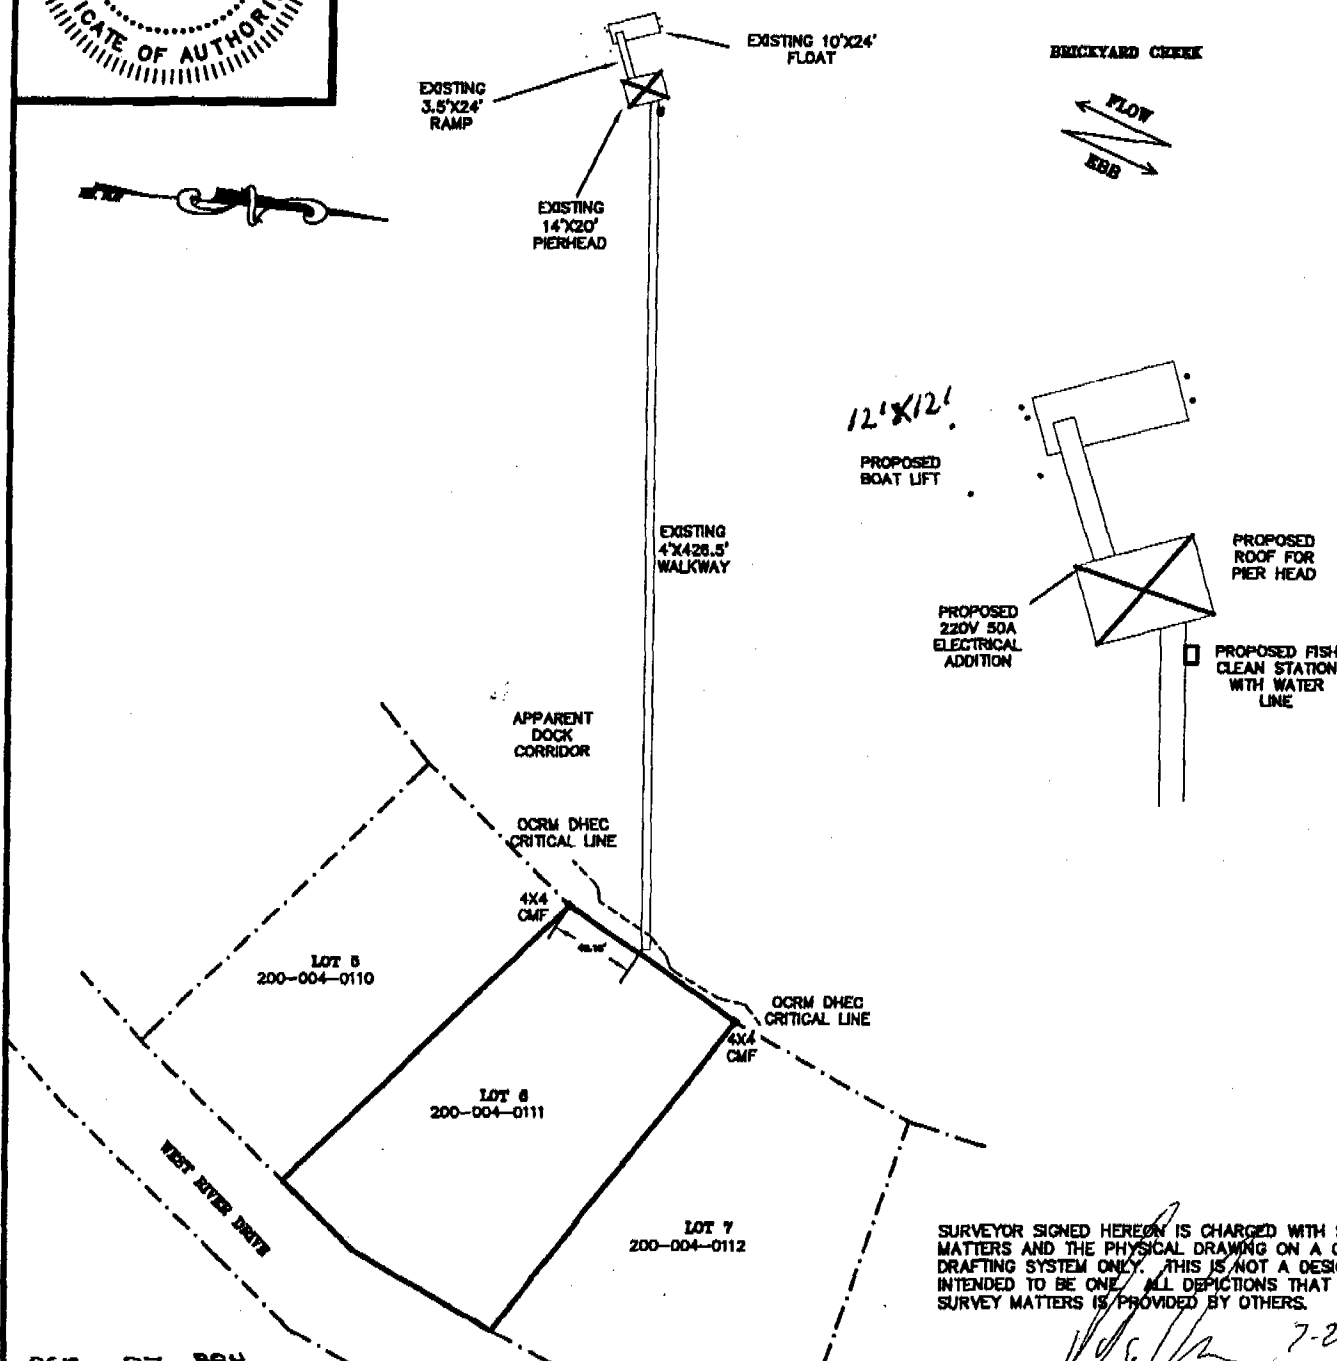 ICATE OF AUTHORI
EXISTING 10'X24'
FLOAT
BRICKYARD CREEK
EXISTING
3.5'X24'
RAMP
FLOW
EBB
EXISTING
14'X20'
PIERHEAD
12'X12'
PROPOSED
BOAT LIFT
EXISTING
4'X426.5'
WALKWAY
PROPOSED
ROOF FOR
PIER HEAD
PROPOSED
220V 50A
ELECTRICAL
ADDITION
PROPOSED FISH
CLEAN STATION
WITH WATER
LINE
APPARENT
DOCK
CORRIDOR
OCRM DHEC
CRITICAL LINE
4X4
CMF
LOT 5
200-004-0110
OCRM DHEC
CRITICAL LINE
4X4
CMF
LOT 6
200-004-0111
WEST RIVER DRIVE
LOT 7
200-004-0112
SURVEYOR SIGNED HEREON IS CHARGED WITH
MATTERS AND THE PHYSICAL DRAWING ON A
DRAFTING SYSTEM ONLY. THIS IS NOT A DESI
INTENDED TO BE ONE. ALL DEPICTIONS THAT
SURVEY MATTERS IS PROVIDED BY OTHERS.
7-2